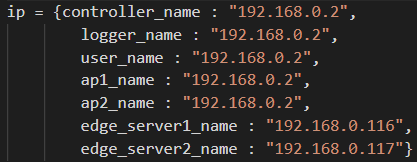 ip = {controller_name : "192.168.0.2",
logger_name : "192.168.0.2",
user_name : "192.168.0.2",
ap1_name : "192.168.0.2",
ap2_name : "192.168.0.2",
edge_server1_name : "192.168.0.116",
edge_server2_name : "192.168.0.117"}